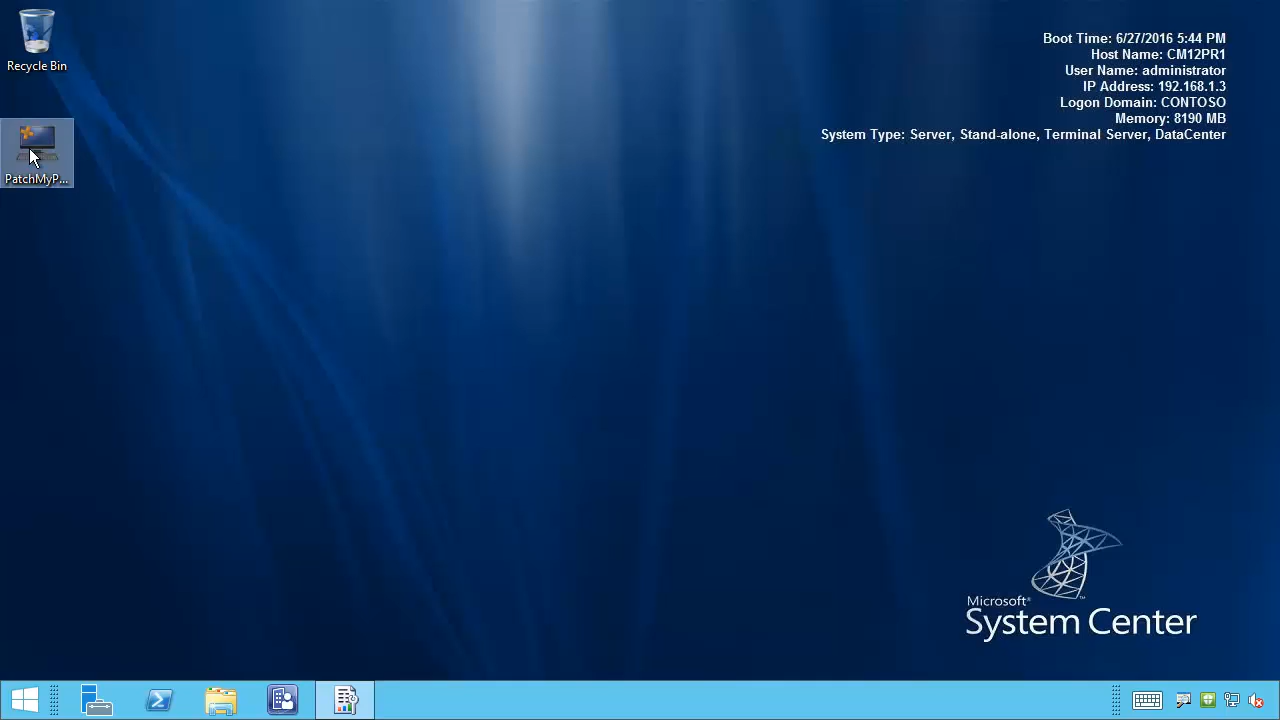 Recycle Bin
PatchMyP...
Boot Time: 6/27/2016 5:44 PM
Host Name: CM12PR1
User Name: administrator
IP Address: 192.168.1.3
Logon Domain: CONTOSO
Memory: 8190 MB
System Type: Server, Stand-alone, Terminal Server, DataCenter
Microsoft®
System Center™